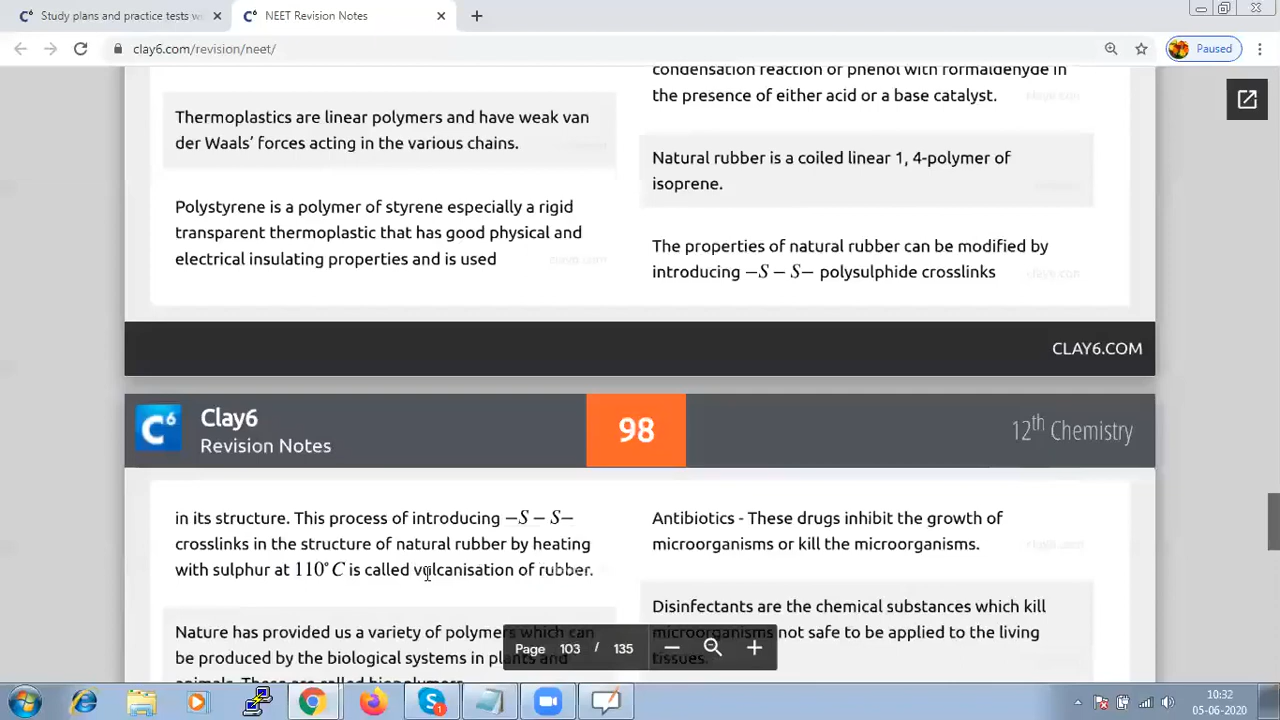 Study plans and practice tests w
NEET Revision Notes
clay6.com/revision/neet/
Paused
Thermoplastics are linear polymers and have weak van
der Waals' forces acting in the various chains.
Polystyrene is a polymer of styrene especially a rigid
transparent thermoplastic that has good physical and
electrical insulating properties and is used
condensation reaction of phenol with formaldehyde in
the presence of either acid or a base catalyst.
Natural rubber is a coiled linear 1, 4-polymer of
isoprene.
The properties of natural rubber can be modified by
introducing −S − S− polysulphide crosslinks
CLAY6.COM
C6
Clay6
Revision Notes
98
12th Chemistry
in its structure. This process of introducing −S − S−
crosslinks in the structure of natural rubber by heating
with sulphur at 110°C is called vulcanisation of rubber.
Nature has provided us a variety of polymers which can
be produced by the biological systems in plants and
animals. These are called biopolymers
Antibiotics - These drugs inhibit the growth of
microorganisms or kill the microorganisms.
Disinfectants are the chemical substances which kill
microorganisms not safe to be applied to the living
tissues.
Page 103 / 135
10:32
05-06-2020